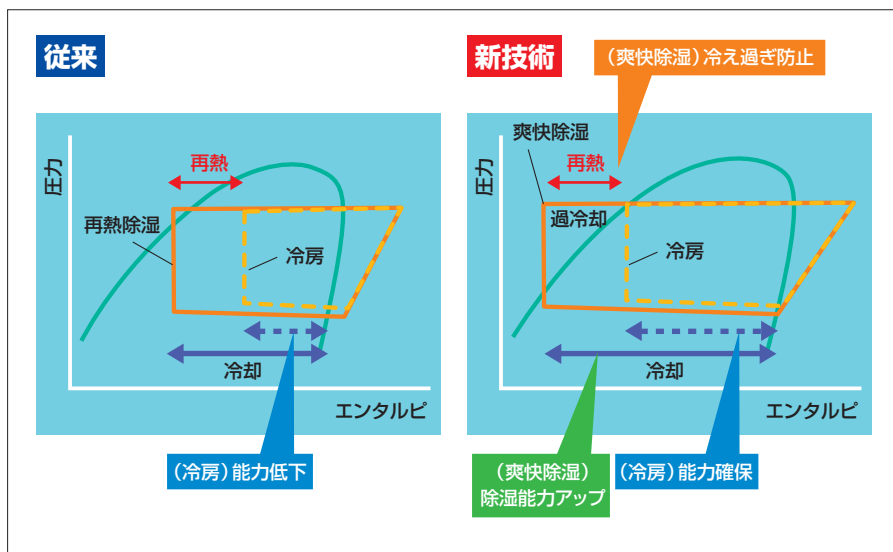 従来
圧力
再熱
再熱除湿
冷房
冷却
エンタルピ
(冷房)能力低下
新技術
(爽快除湿)冷え過ぎ防止
圧力
爽快除湿
再熱
過冷却
冷房
冷却
エンタルピ
(爽快除湿)
除湿能力アップ
(冷房)能力確保